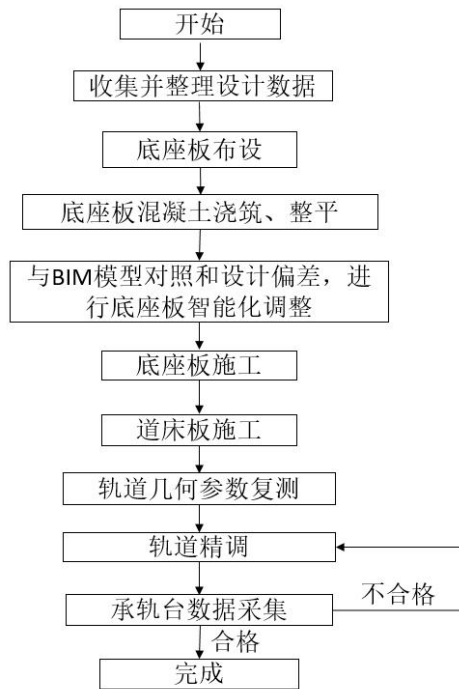 开始
收集并整理设计数据
底座板布设
底座板混凝土浇筑、整平
与BIM模型对照和设计偏差，进
行底座板智能化调整
底座板施工
道床板施工
轨道几何参数复测
轨道精调
承轨台数据采集
不合格
合格
完成